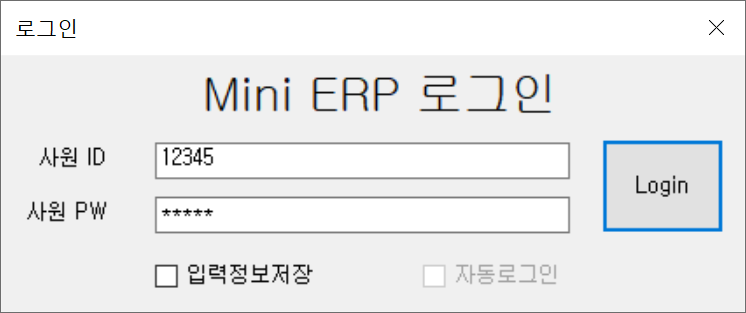 로그인
Mini ERP 로그인
사원 ID 12345
Login
사원 PW *****
입력정보저장 자동로그인